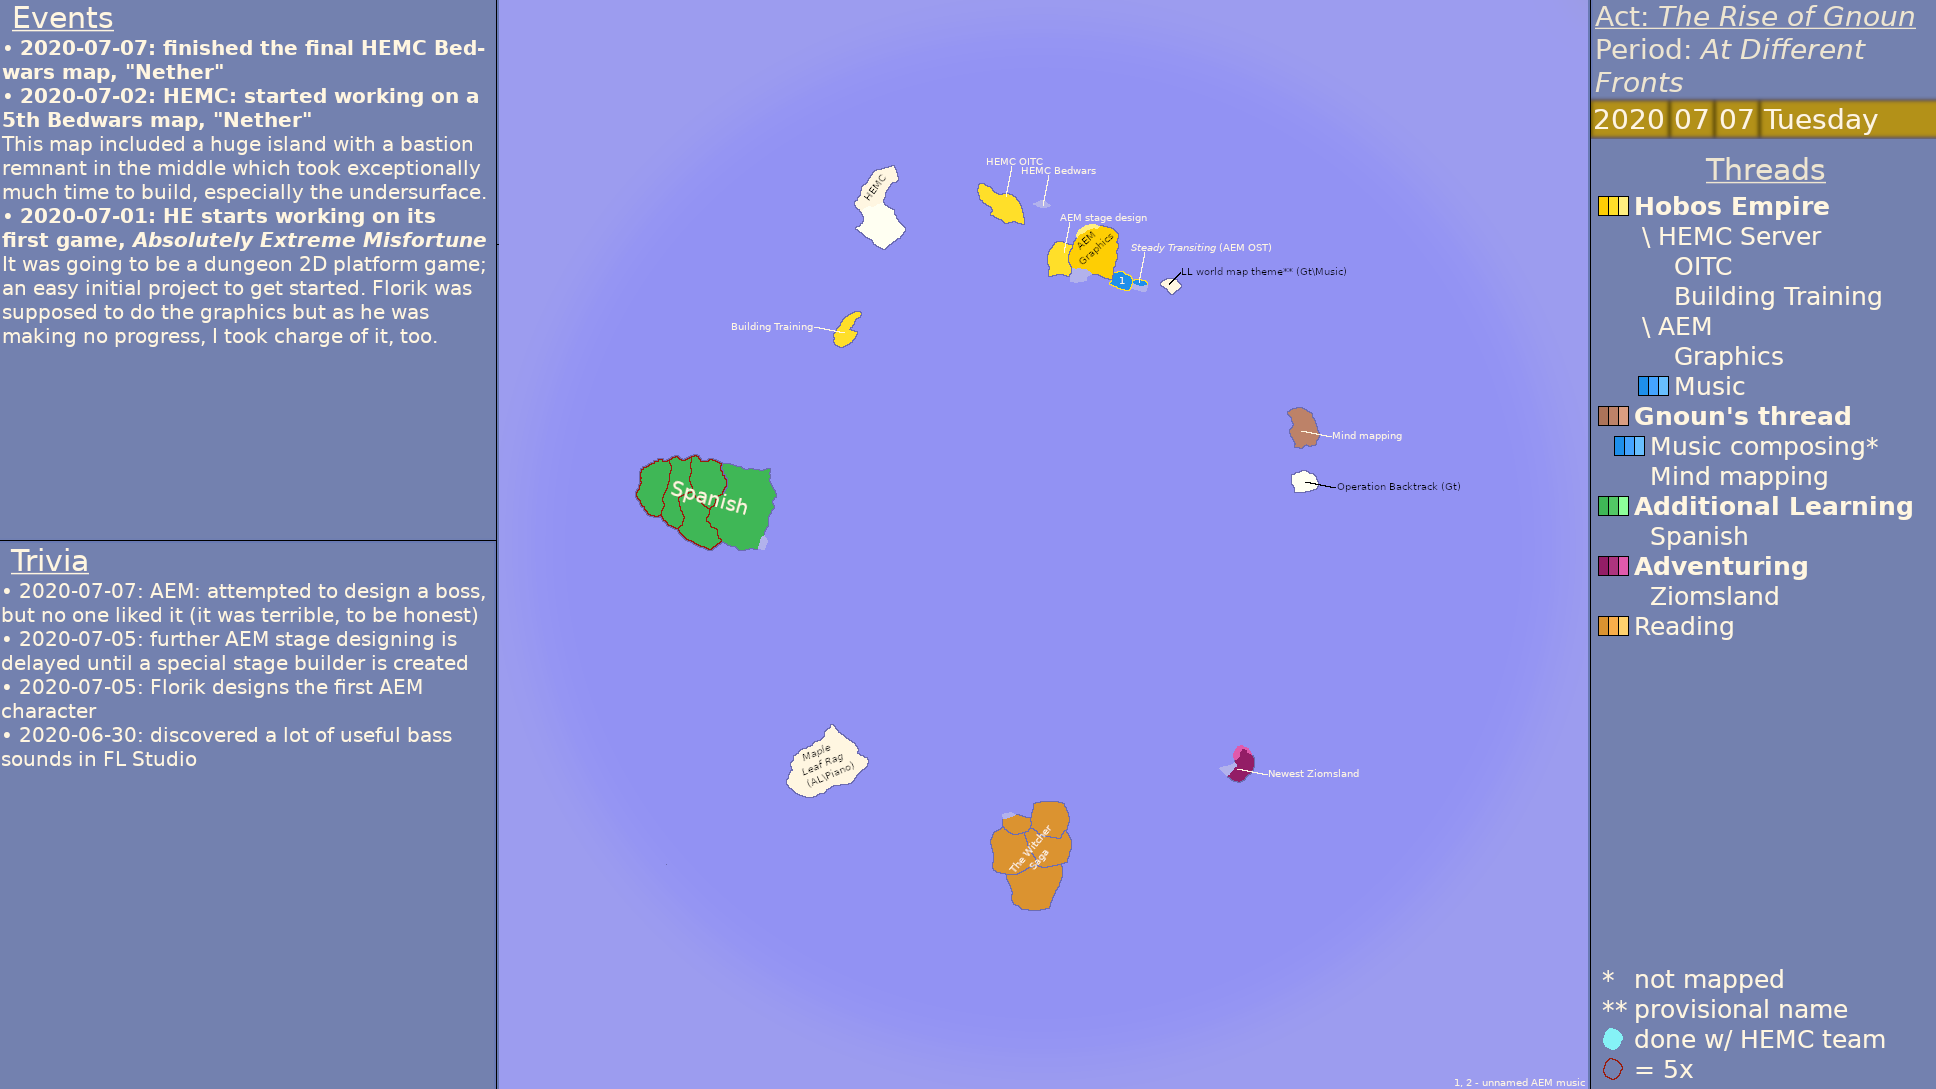 Events
• 2020-07-07: finished the final HEMC Bed-
wars map, "Nether"
• 2020-07-02: HEMC: started working on a
5th Bedwars map, "Nether"
This map included a huge island with a bastion
remnant in the middle which took exceptionally
much time to build, especially the undersurface.
• 2020-07-01: HE starts working on its
first game, Absolutely Extreme Misfortune
It was going to be a dungeon 2D platform game;
an easy initial project to get started. Florik was
supposed to do the graphics but as he was
making no progress, I took charge of it, too.
Trivia
• 2020-07-07: AEM: attempted to design a boss,
but no one liked it (it was terrible, to be honest)
• 2020-07-05: further AEM stage designing is
delayed until a special stage builder is created
• 2020-07-05: Florik designs the first AEM
character
• 2020-06-30: discovered a lot of useful bass
sounds in FL Studio
HEMC
HEMC OITC
HEMC Bedwars
AEM stage design
AEM
Graphics
Steady Transiting (AEM OST)
1
LL world map theme** (Gt\Music)
Building Training
Mind mapping
Operation Backtrack (Gt)
Spanish
Maple
Leaf Rag
(AL\Piano)
Newest Ziomsland
The Witcher
Saga
1, 2 - unnamed AEM music
Act: The Rise of Gnoun
Period: At Different
Fronts
2020 07 07 Tuesday
Threads
Hobos Empire
\ HEMC Server
OITC
Building Training
\ AEM
Graphics
Music
Gnoun's thread
Music composing*
Mind mapping
Additional Learning
Spanish
Adventuring
Ziomsland
Reading
* not mapped
** provisional name
done w/ HEMC team
= 5x